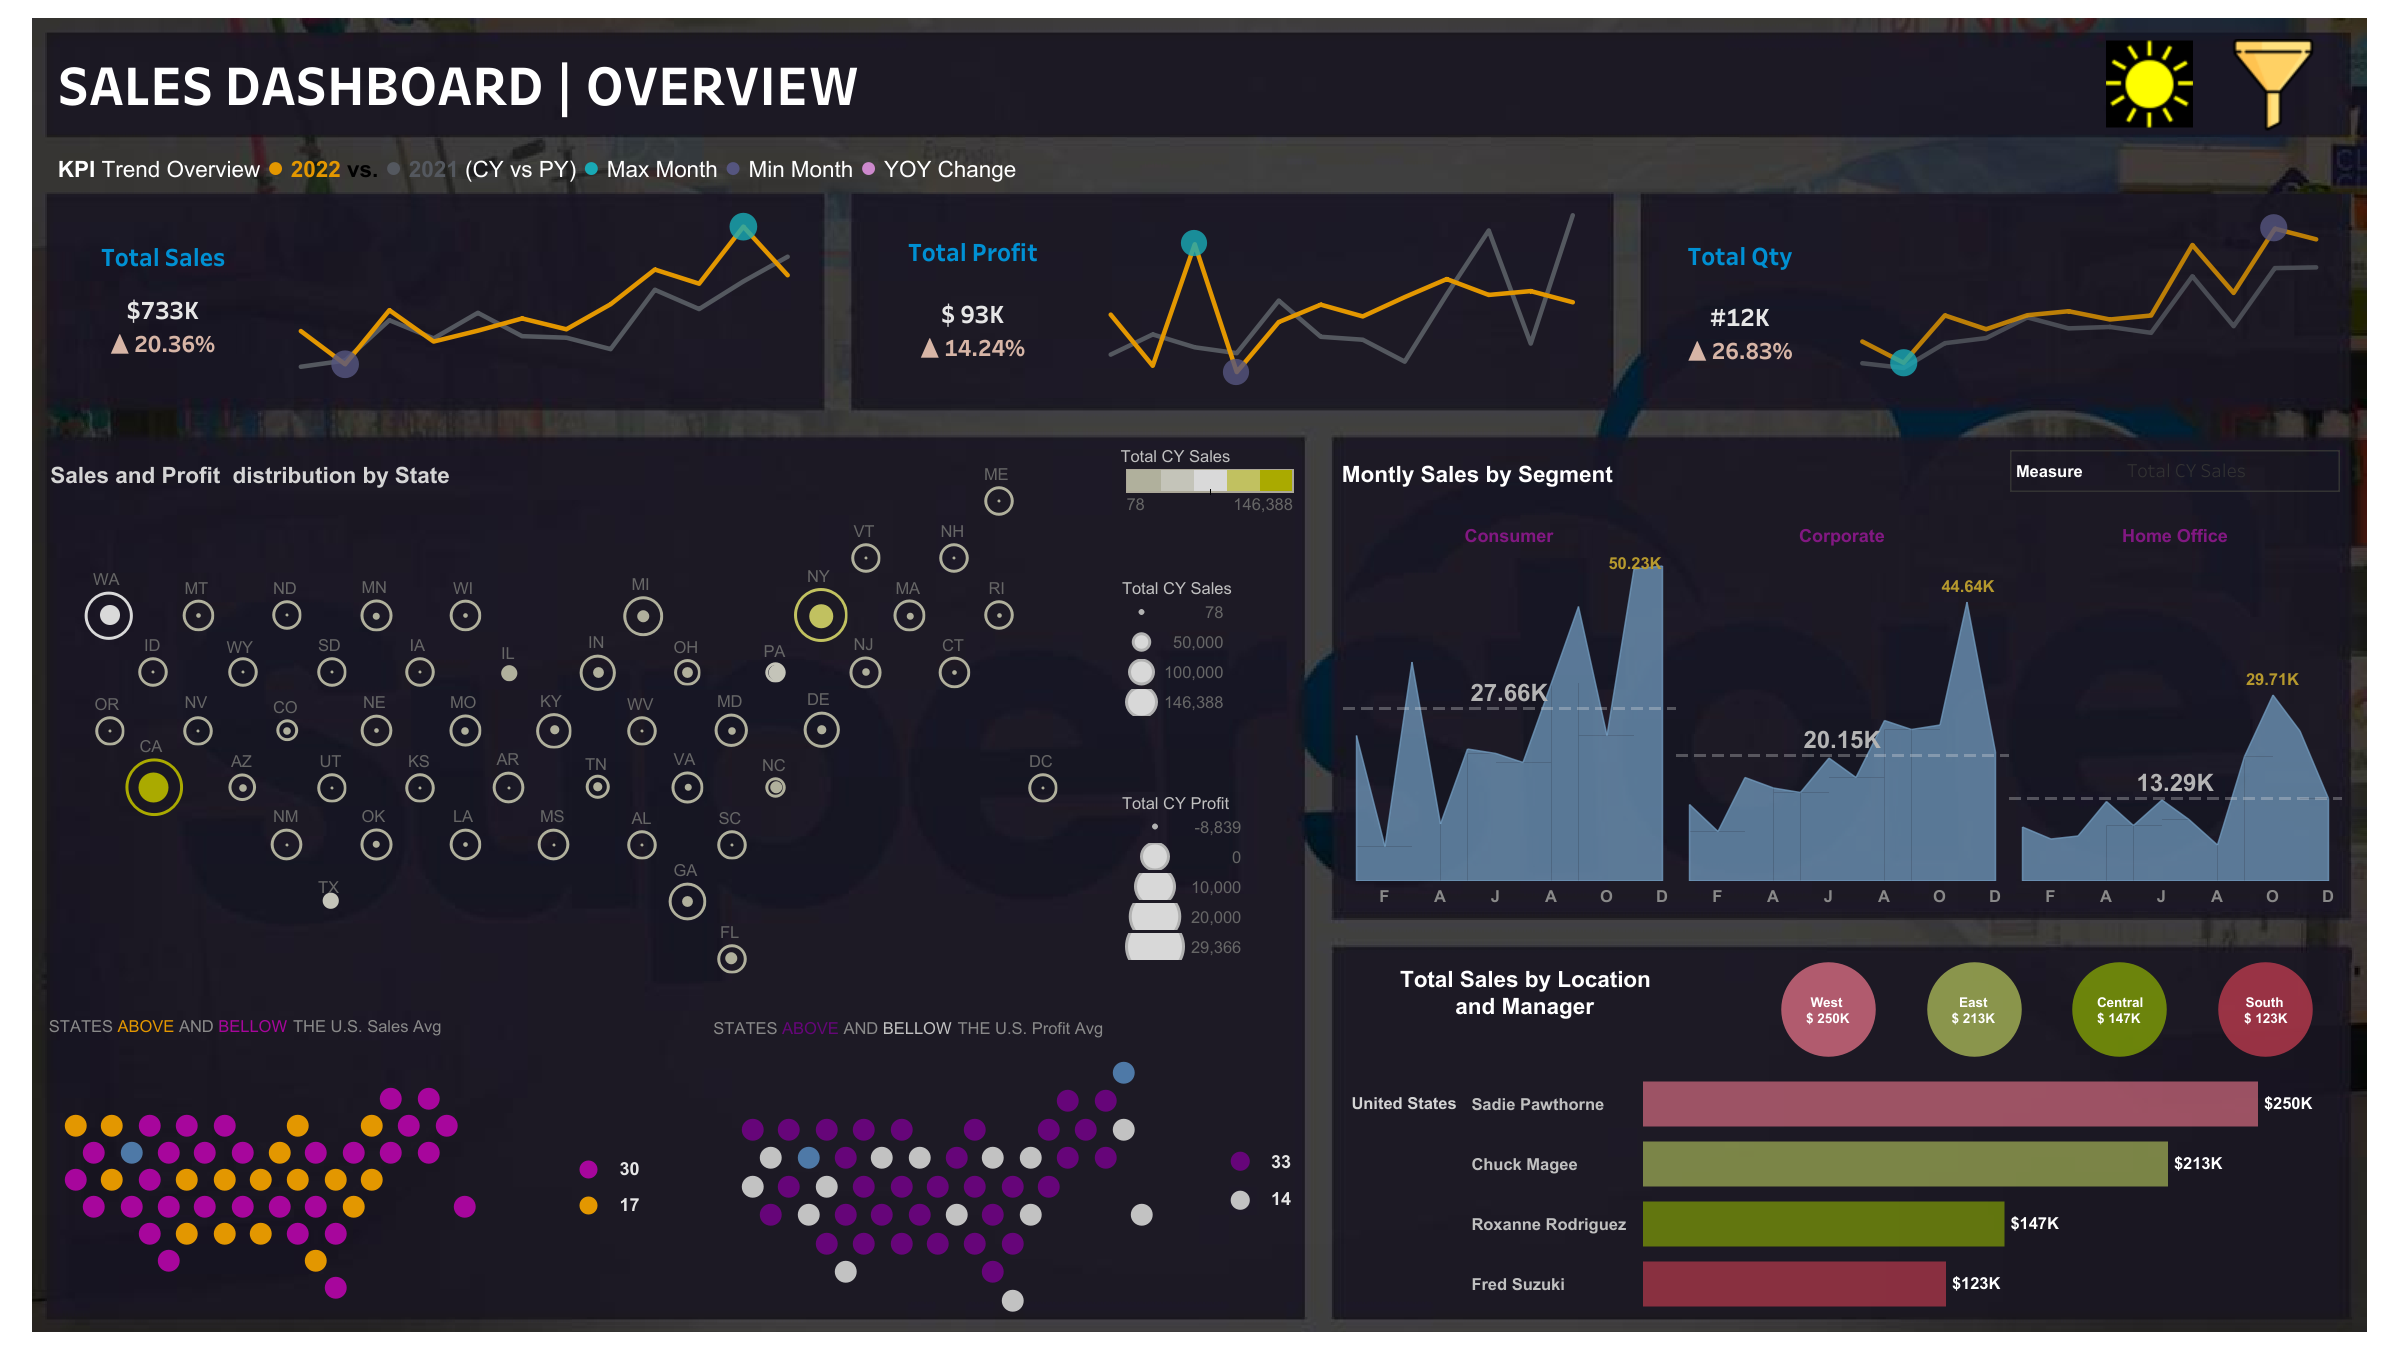 SALES DASHBOARD | OVERVIEW
KPI Trend Overview 2022 vs. 2021 (CY vs PY) Max Month Min Month YOY Change
Total Sales
$733K
▲ 20.36%
Total Profit
$ 93K
▲ 14.24%
Total Qty
#12K
▲ 26.83%
Sales and Profit distribution by State
ME
VT NH
WA MT ND MN WI MI NY MA RI
ID WY SD IA IL IN OH PA NJ CT
OR NV CO NE MO KY WV MD DE
CA AZ UT KS AR TN VA NC DC
NM OK LA MS AL SC
TX GA
FL
Total CY Sales
78 146,388
Total CY Sales
78
50,000
100,000
146,388
Total CY Profit
-8,839
0
10,000
20,000
29,366
STATES ABOVE AND BELLOW THE U.S. Sales Avg
30
17
STATES ABOVE AND BELLOW THE U.S. Profit Avg
33
14
Montly Sales by Segment
Measure Total CY Sales
Consumer Corporate Home Office
50.23K
44.64K
29.71K
27.66K
20.15K
13.29K
F A J A O D F A J A O D F A J A O D
Total Sales by Location
and Manager
West
$ 250K
East
$ 213K
Central
$ 147K
South
$ 123K
United States Sadie Pawthorne $250K
Chuck Magee $213K
Roxanne Rodriguez $147K
Fred Suzuki $123K